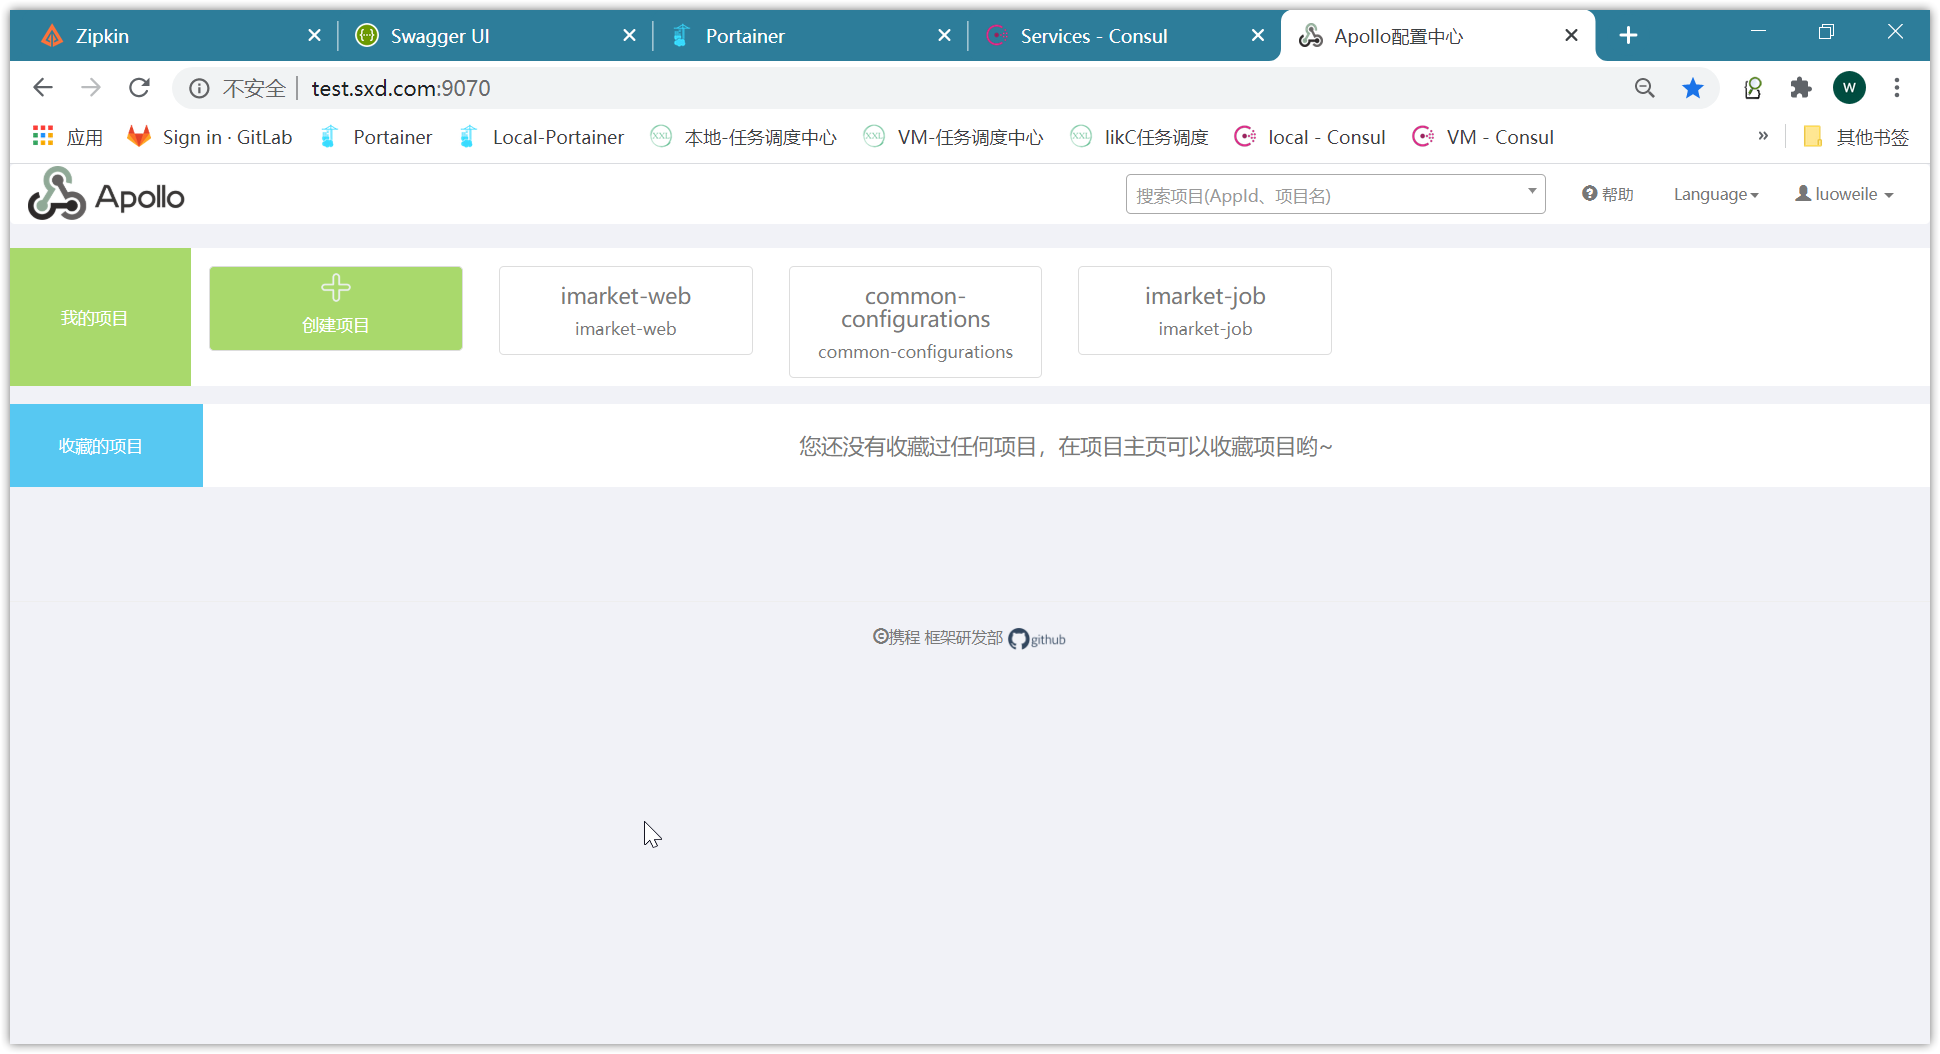 Zipkin
Swagger UI
Portainer
Services - Consul
Apollo配置中心
不安全
test.sxd.com:9070
应用
Sign in · GitLab
Portainer
Local-Portainer
XXL
本地-任务调度中心
XXL
VM-任务调度中心
XXL
likC任务调度
local - Consul
VM - Consul
»
其他书签
W
Apollo
搜索项目(AppId、项目名)
帮助
Language
luoweile
我的项目
创建项目
imarket-web
imarket-web
common-
configurations
common-configurations
imarket-job
imarket-job
收藏的项目
您还没有收藏过任何项目，在项目主页可以收藏项目哟~
©携程 框架研发部 github